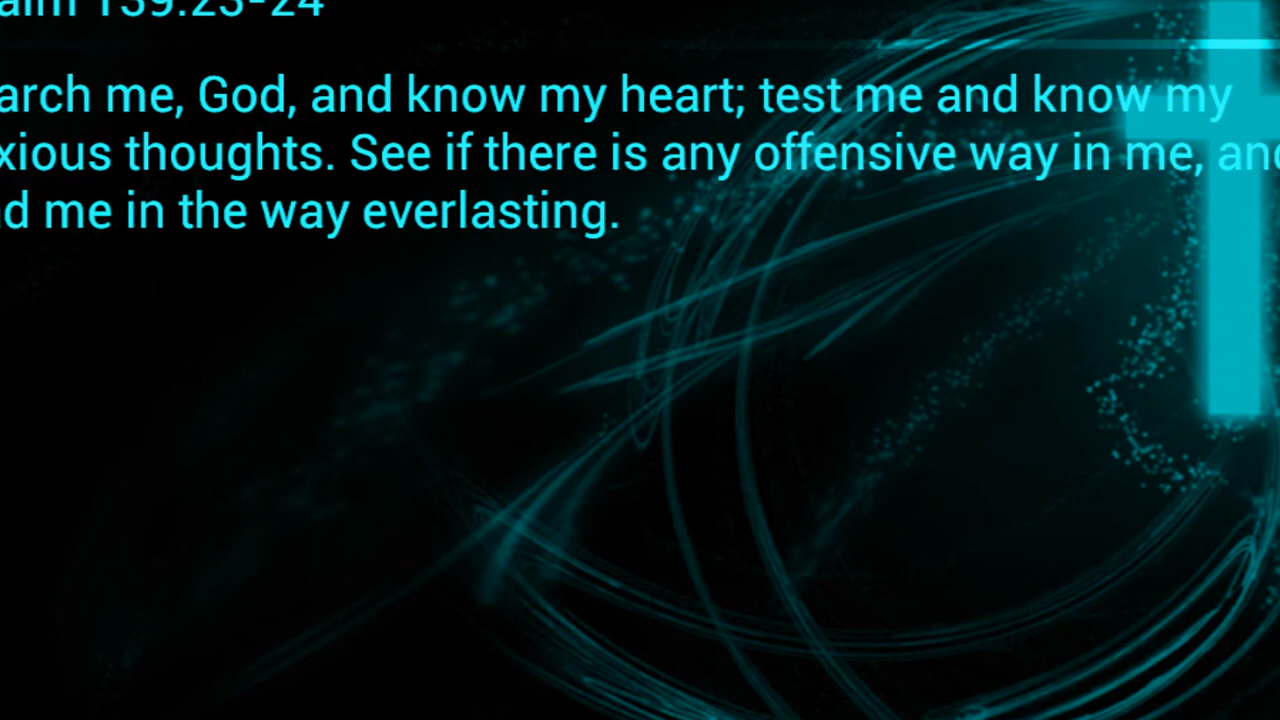 alm 139:23-24
arch me, God, and know my heart; test me and know my
xious thoughts. See if there is any offensive way in me, and
d me in the way everlasting.